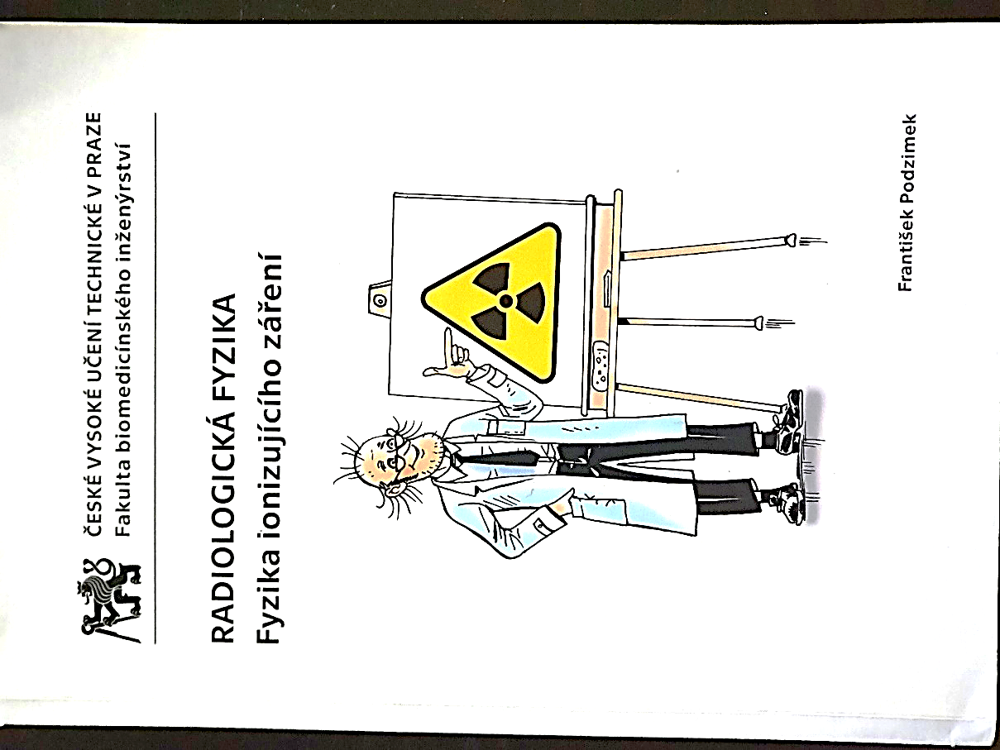 ČESKÉ VYSOKÉ UČENÍ TECHNICKÉ V PRAZE
Fakulta biomedicínského inženýrství
RADIOLOGICKÁ FYZIKA
Fyzika ionizujícího záření
František Podzimek